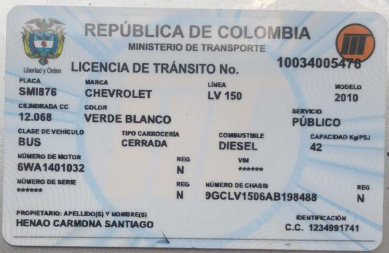 REPÚBLICA DE COLOMBIA
MINISTERIO DE TRANSPORTE
Libertad y Orden
LICENCIA DE TRÁNSITO No. 10034005476
PLACA MARCA LÍNEA MODELO
SMI876 CHEVROLET LV 150 2010
CILINDRADA CC COLOR SERVICIO
12.068 VERDE BLANCO PÚBLICO
CLASE DE VEHÍCULO TIPO CARROCERÍA COMBUSTIBLE CAPACIDAD Kg/PSJ
BUS CERRADA DIESEL 42
NÚMERO DE MOTOR REG VIN
6WA1401032 N ******
NÚMERO DE SERIE REG NÚMERO DE CHASIS REG
****** N 9GCLV1506AB198488 N
PROPIETARIO: APELLIDO(S) Y NOMBRE(S) IDENTIFICACIÓN
HENAO CARMONA SANTIAGO C.C. 1234991741